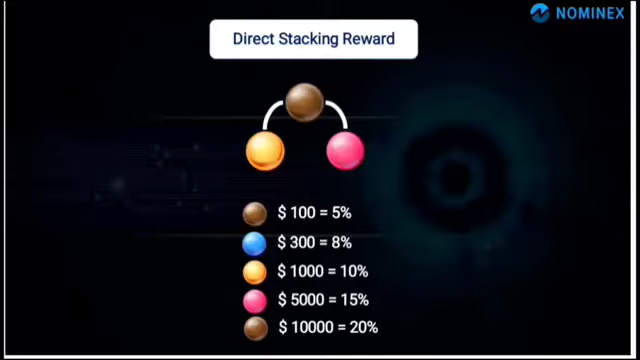 NOMINEX
Direct Stacking Reward
$ 100 = 5%
$ 300 = 8%
$ 1000 = 10%
$ 5000 = 15%
$ 10000 = 20%